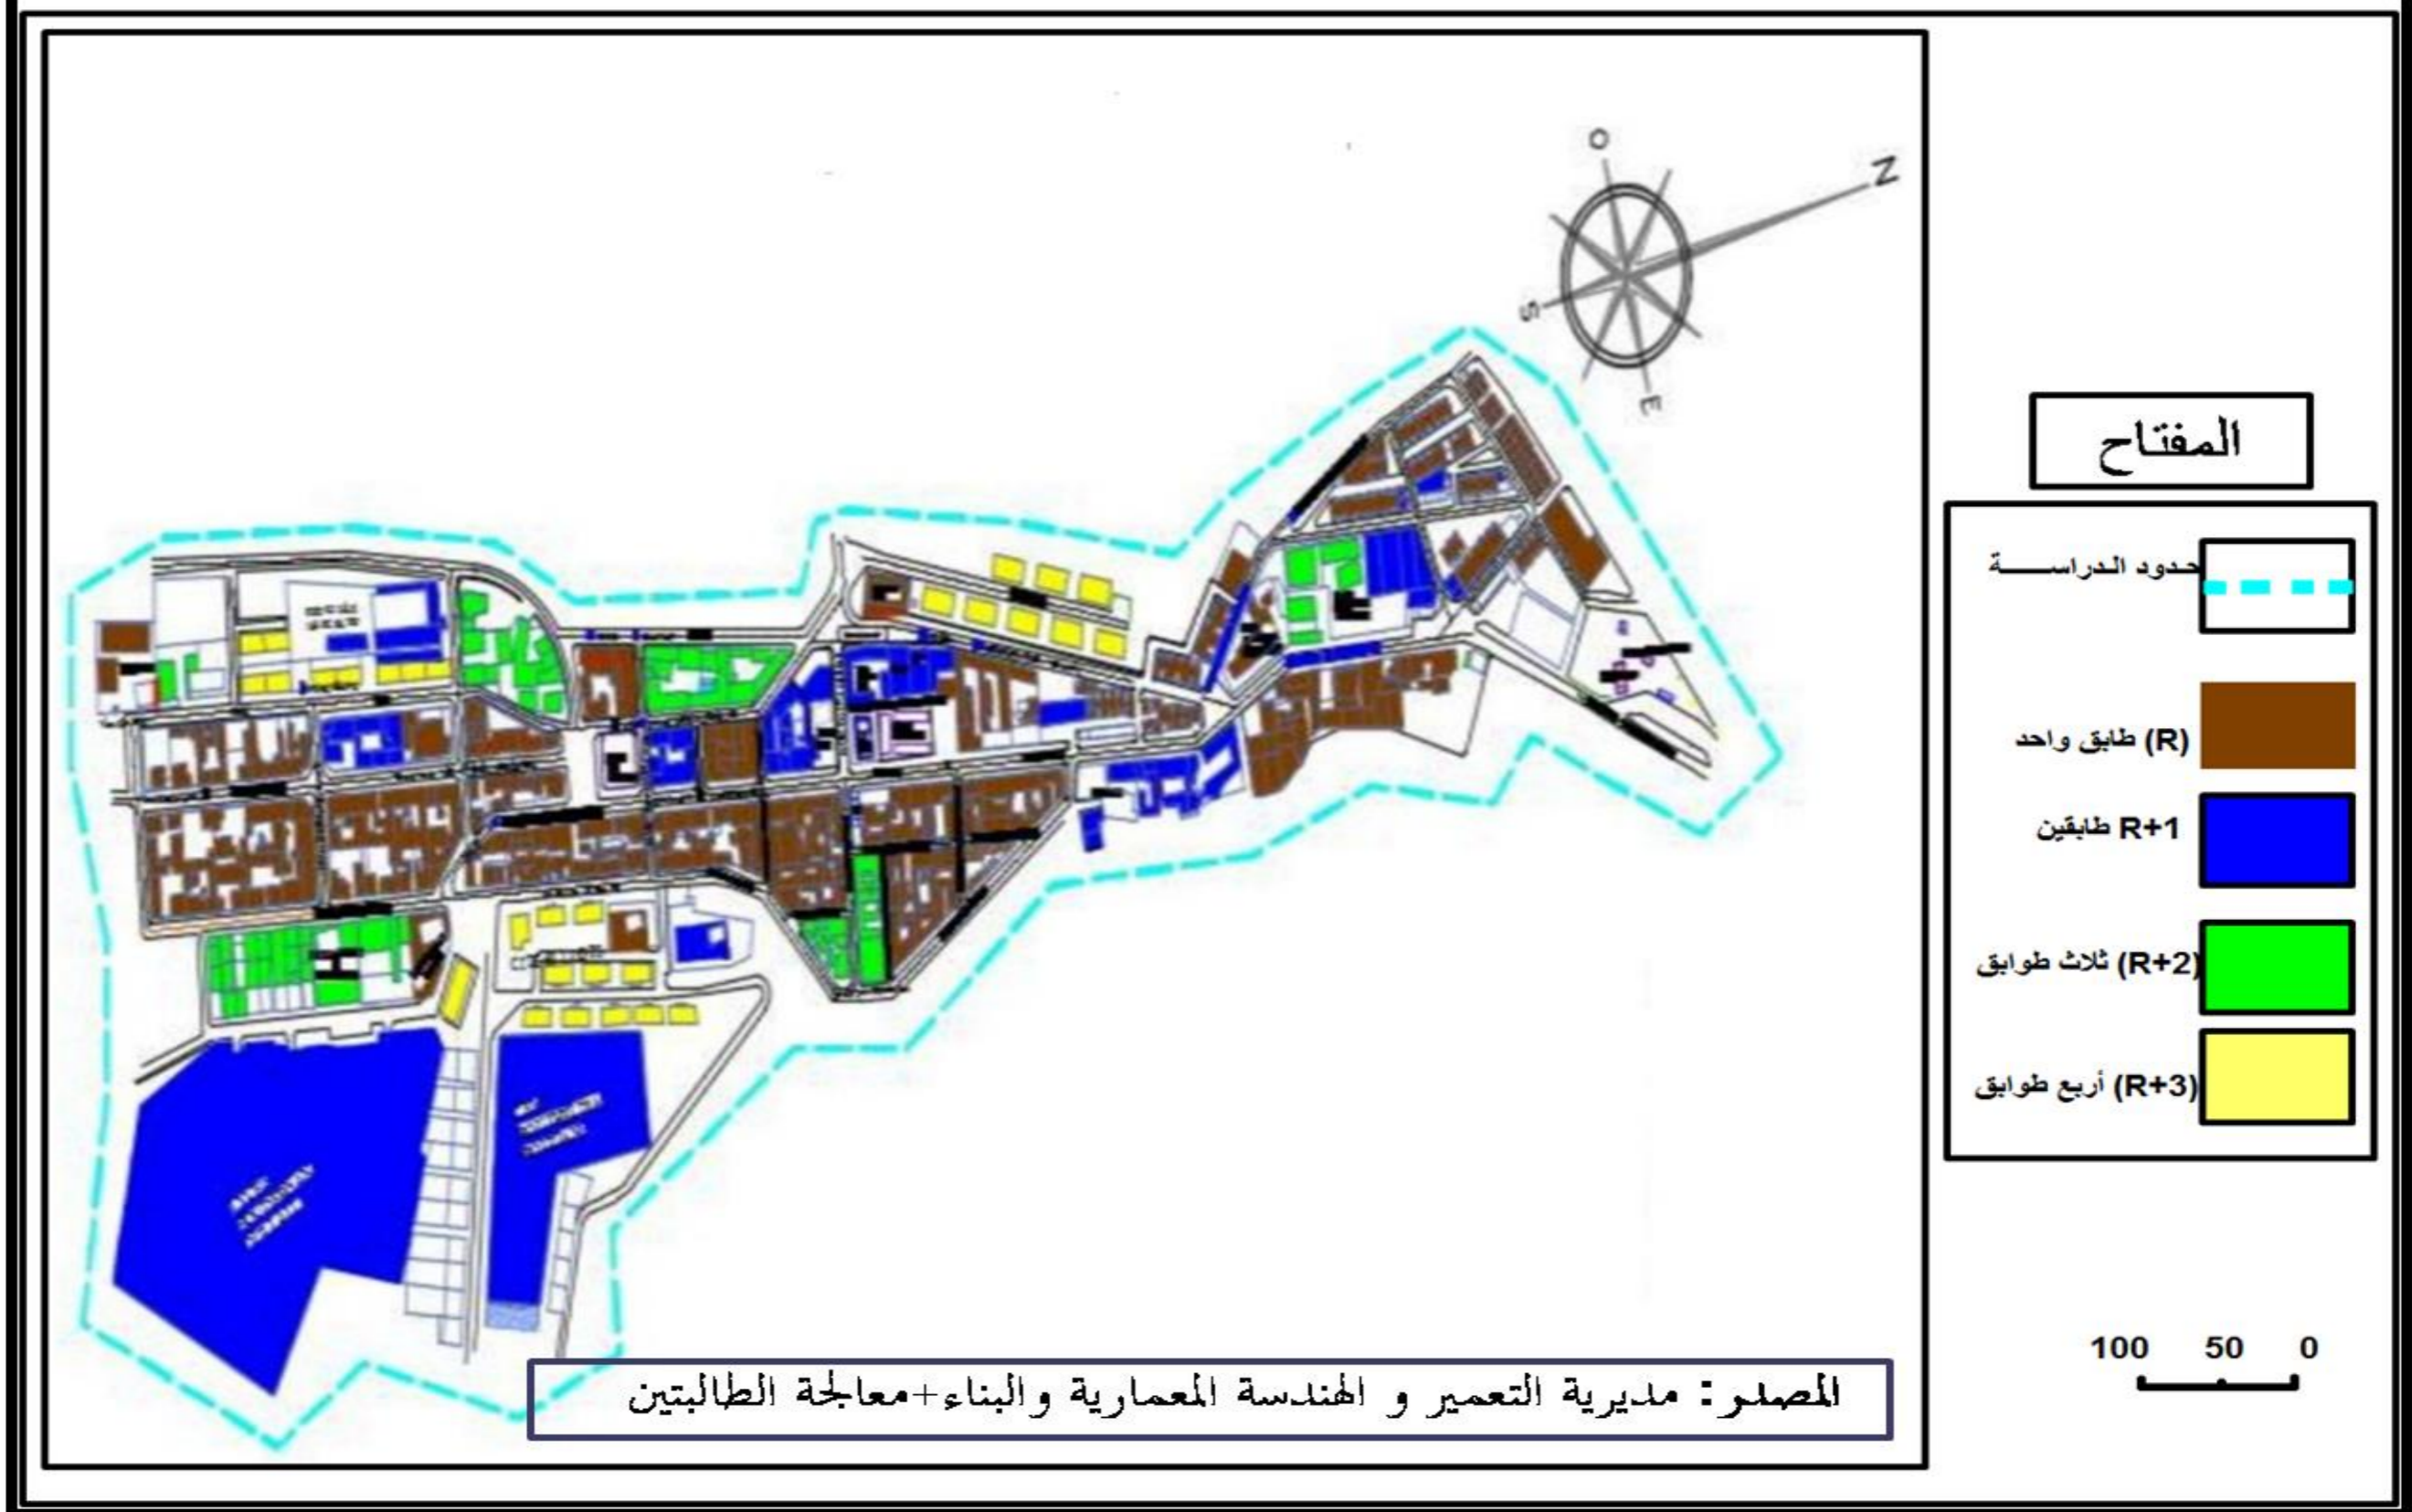 O
N
S
E
المفتاح
حدود الدراســـــة
(R) طابق واحد
R+1 طابقين
(R+2) ثلاث طوابق
(R+3) أربع طوابق
100 50 0
المصدر: مديرية التعمير و الهندسة المعمارية والبناء+معالجة الطالبتين
H